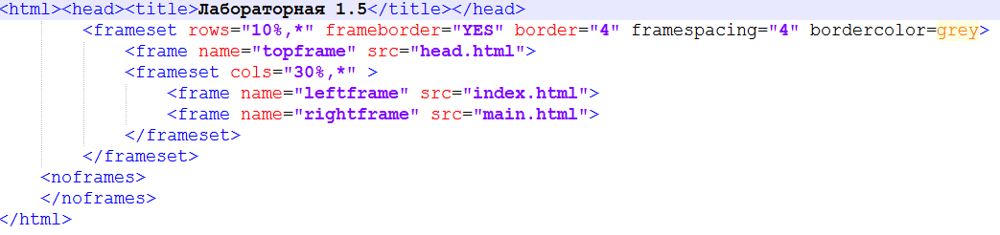 <html><head><title>Лабораторная 1.5</title></head>
<frameset rows="10%,*" frameborder="YES" border="4" framespacing="4" bordercolor=grey>
<frame name="topframe" src="head.html">
<frameset cols="30%,*" >
<frame name="leftframe" src="index.html">
<frame name="rightframe" src="main.html">
</frameset>
</frameset>
<noframes>
</noframes>
</html>